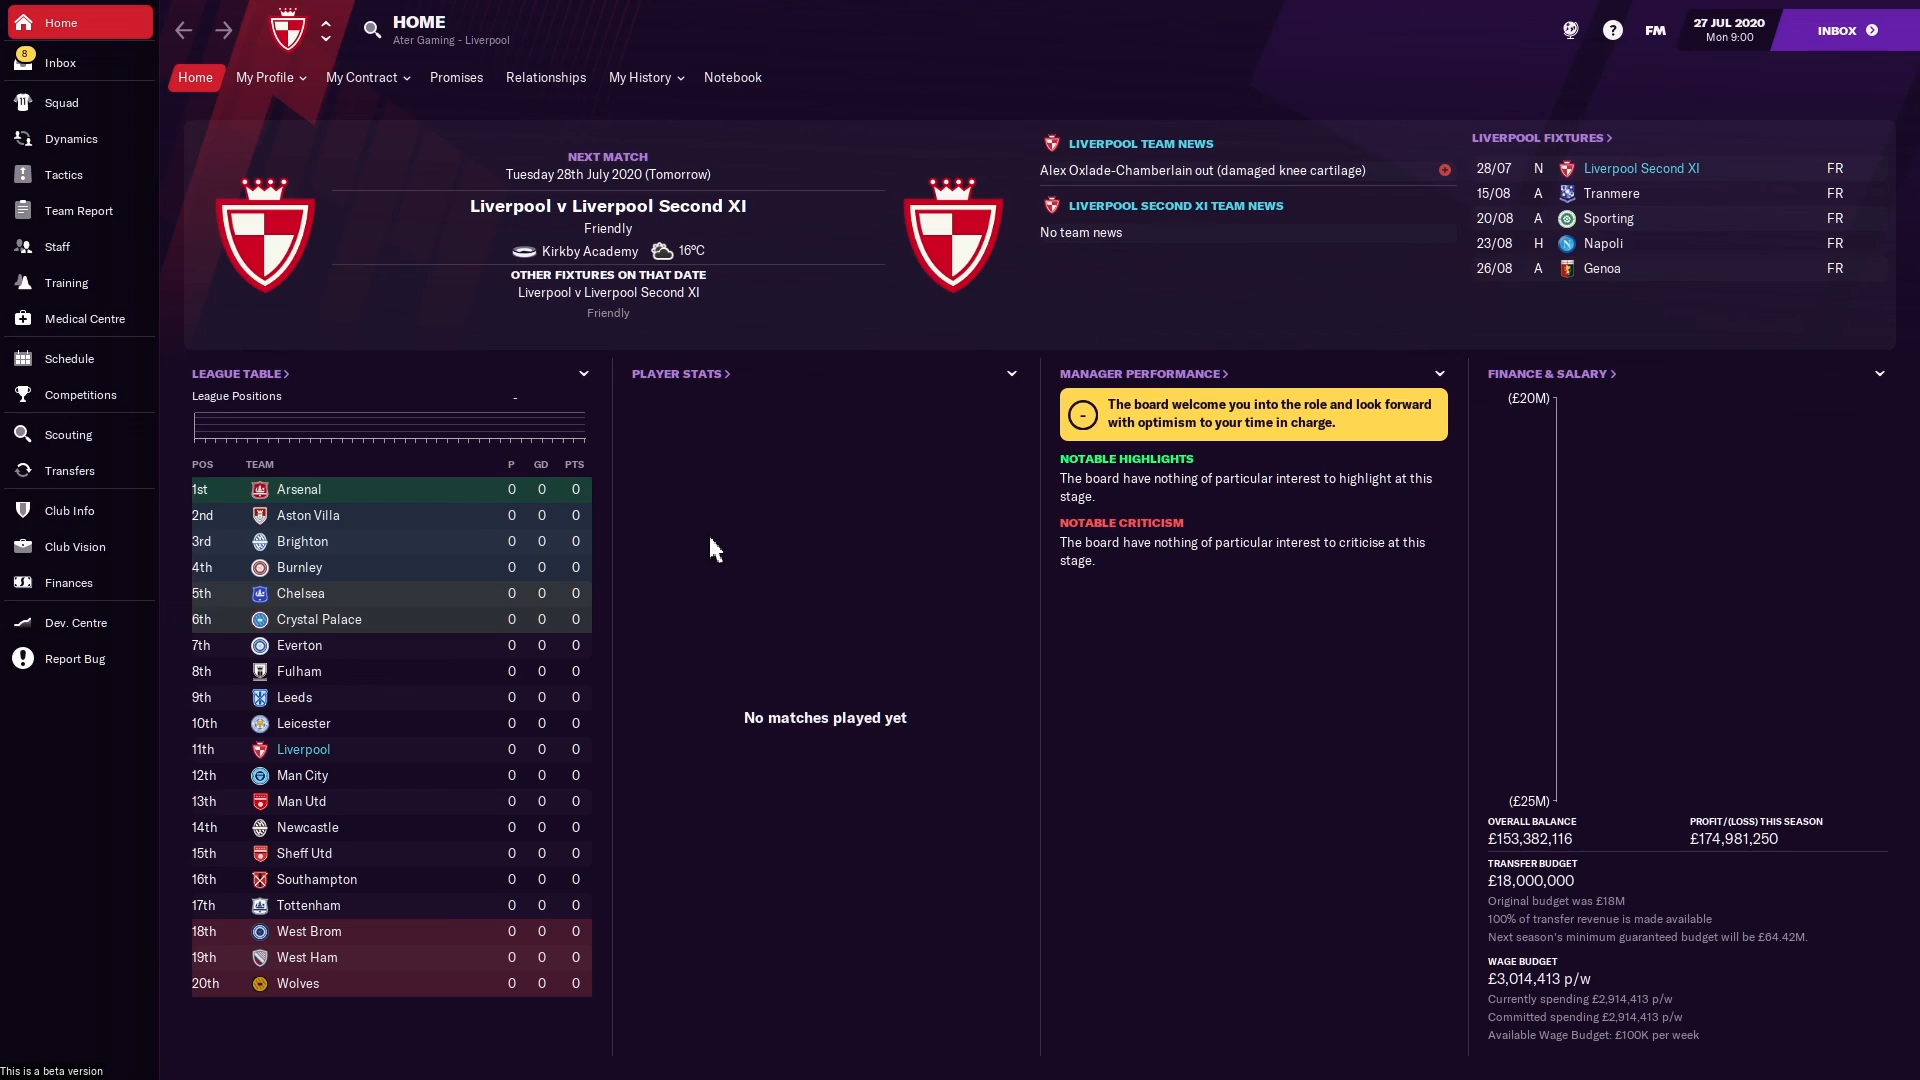 Home
8
Inbox
Squad
Dynamics
Tactics
Team Report
Staff
Training
Medical Centre
Schedule
Competitions
Scouting
Transfers
Club Info
Club Vision
Finances
Dev. Centre
Report Bug
This is a beta version
HOME
Ater Gaming - Liverpool
FM
27 JUL 2020
Mon 9:00
INBOX
Home My Profile My Contract Promises Relationships My History Notebook
NEXT MATCH
Tuesday 28th July 2020 (Tomorrow)
Liverpool v Liverpool Second XI
Friendly
Kirkby Academy 16°C
OTHER FIXTURES ON THAT DATE
Liverpool v Liverpool Second XI
Friendly
LIVERPOOL TEAM NEWS
Alex Oxlade-Chamberlain out (damaged knee cartilage)
LIVERPOOL SECOND XI TEAM NEWS
No team news
LIVERPOOL FIXTURES >
28/07 N Liverpool Second XI FR
15/08 A Tranmere FR
20/08 A Sporting FR
23/08 H Napoli FR
26/08 A Genoa FR
LEAGUE TABLE >
League Positions -
POS TEAM P GD PTS
1st Arsenal 0 0 0
2nd Aston Villa 0 0 0
3rd Brighton 0 0 0
4th Burnley 0 0 0
5th Chelsea 0 0 0
6th Crystal Palace 0 0 0
7th Everton 0 0 0
8th Fulham 0 0 0
9th Leeds 0 0 0
10th Leicester 0 0 0
11th Liverpool 0 0 0
12th Man City 0 0 0
13th Man Utd 0 0 0
14th Newcastle 0 0 0
15th Sheff Utd 0 0 0
16th Southampton 0 0 0
17th Tottenham 0 0 0
18th West Brom 0 0 0
19th West Ham 0 0 0
20th Wolves 0 0 0
PLAYER STATS >
No matches played yet
MANAGER PERFORMANCE >
- The board welcome you into the role and look forward
with optimism to your time in charge.
NOTABLE HIGHLIGHTS
The board have nothing of particular interest to highlight at this
stage.
NOTABLE CRITICISM
The board have nothing of particular interest to criticise at this
stage.
FINANCE & SALARY >
(£20M)
(£25M)
OVERALL BALANCE PROFIT/(LOSS) THIS SEASON
£153,382,116 £174,981,250
TRANSFER BUDGET
£18,000,000
Original budget was £18M
100% of transfer revenue is made available
Next season's minimum guaranteed budget will be £64.42M.
WAGE BUDGET
£3,014,413 p/w
Currently spending £2,914,413 p/w
Committed spending £2,914,413 p/w
Available Wage Budget: £100K per week